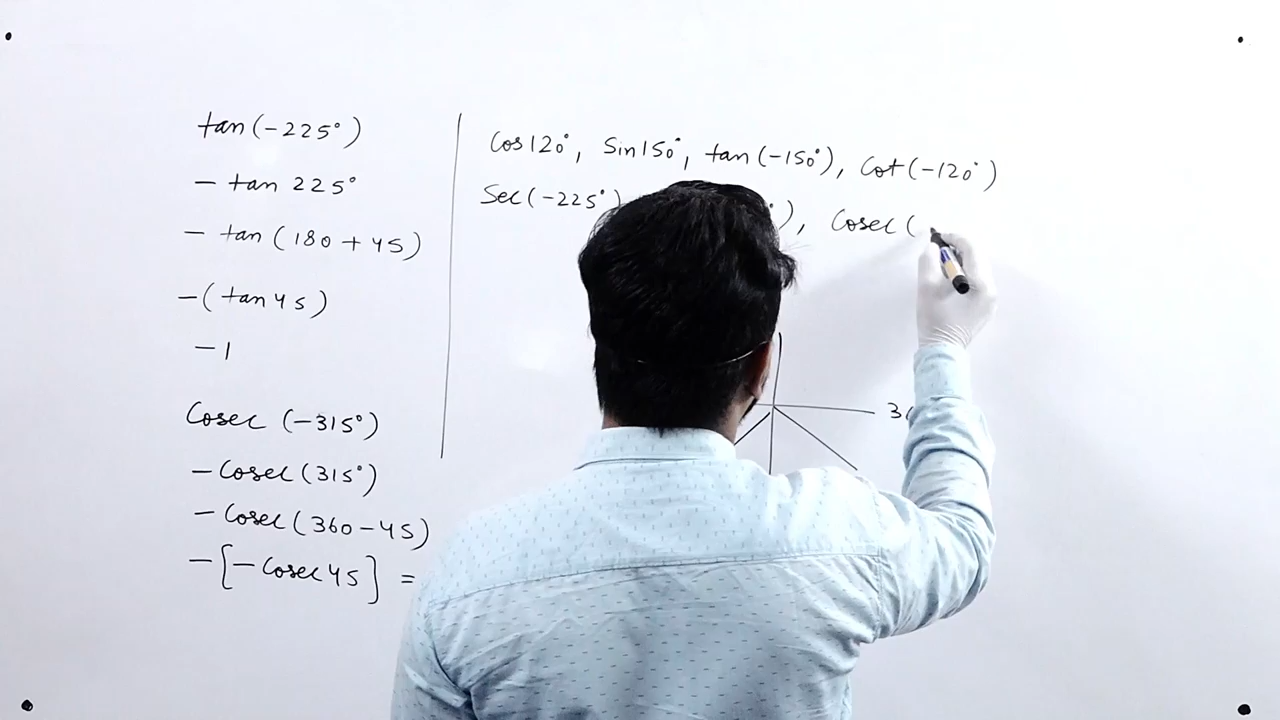 tan(-225°)
- tan 225°
- tan (180 + 45)
-(tan 45)
-1
Cosec (-315°)
-Cosec(315°)
-Cosec(360-45)
-[-Cosec 45] =
Cos 120°, Sin 150°, tan(-150°), Cot(-120°)
Sec(-225°) °), Cosec (